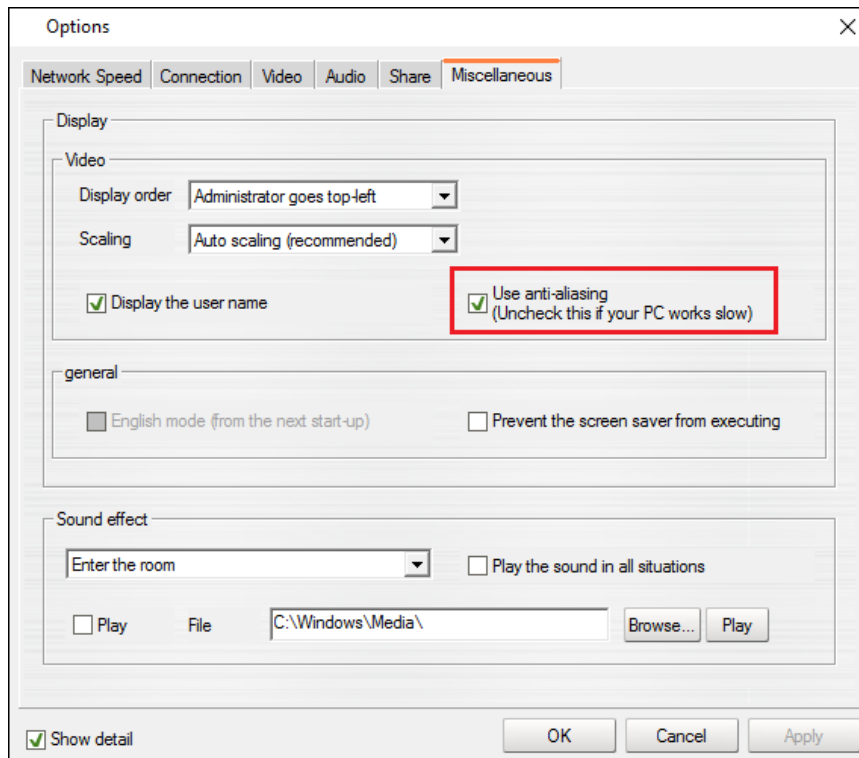 Options
Network Speed Connection Video Audio Share Miscellaneous
Display
Video
Display order Administrator goes top-left
Scaling Auto scaling (recommended)
Display the user name
Use anti-aliasing
(Uncheck this if your PC works slow)
general
English mode (from the next start-up) Prevent the screen saver from executing
Sound effect
Enter the room Play the sound in all situations
Play File C:\Windows\Media\ Browse... Play
Show detail OK Cancel Apply